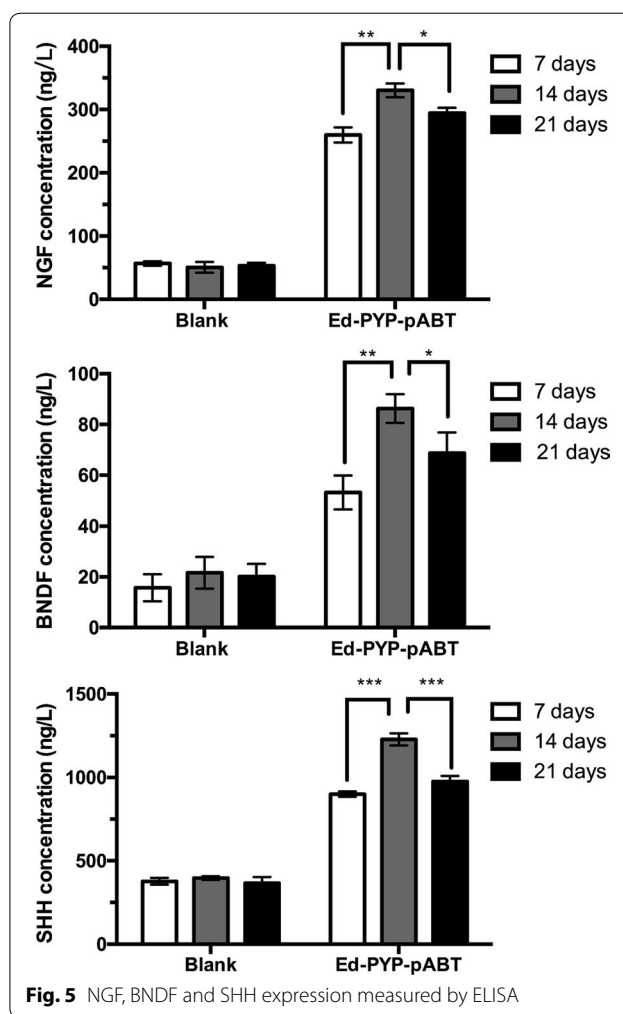 NGF concentration (ng/L)
400
300
200
100
0
** *
7 days
14 days
21 days
Blank Ed-PYP-pABT
BNDF concentration (ng/L)
100
80
60
40
20
0
** *
7 days
14 days
21 days
Blank Ed-PYP-pABT
SHH concentration (ng/L)
1500
1000
500
0
*** ***
7 days
14 days
21 days
Blank Ed-PYP-pABT
Fig. 5 NGF, BNDF and SHH expression measured by ELISA